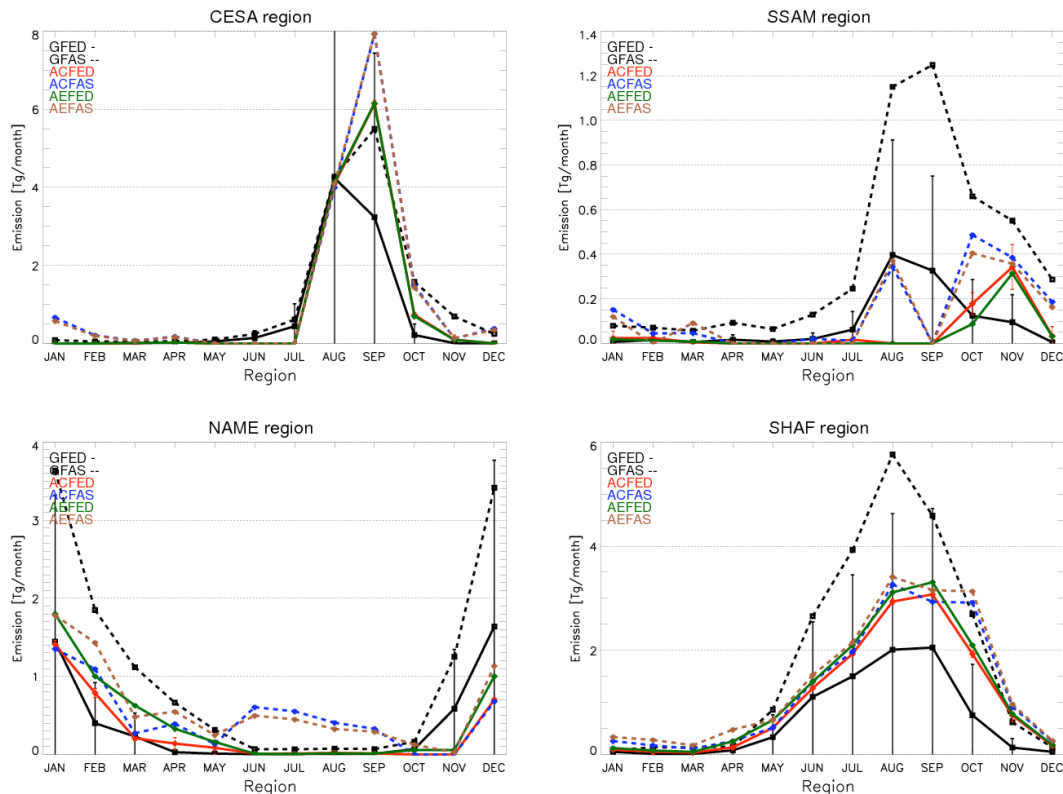 CESA region
8
6
4
2
0
Emission [Tg/month]
GFED -
GFAS --
ACFED
ACFAS
AEFED
AEFAS
JAN FEB MAR APR MAY JUN JUL AUG SEP OCT NOV DEC
Region
SSAM region
1.4
1.2
1.0
0.8
0.6
0.4
0.2
0.0
Emission [Tg/month]
GFED -
GFAS --
ACFED
ACFAS
AEFED
AEFAS
JAN FEB MAR APR MAY JUN JUL AUG SEP OCT NOV DEC
Region
NAME region
4
3
2
1
0
Emission [Tg/month]
GFED -
GFAS --
ACFED
ACFAS
AEFED
AEFAS
JAN FEB MAR APR MAY JUN JUL AUG SEP OCT NOV DEC
Region
SHAF region
6
4
2
0
Emission [Tg/month]
GFED -
GFAS --
ACFED
ACFAS
AEFED
AEFAS
JAN FEB MAR APR MAY JUN JUL AUG SEP OCT NOV DEC
Region